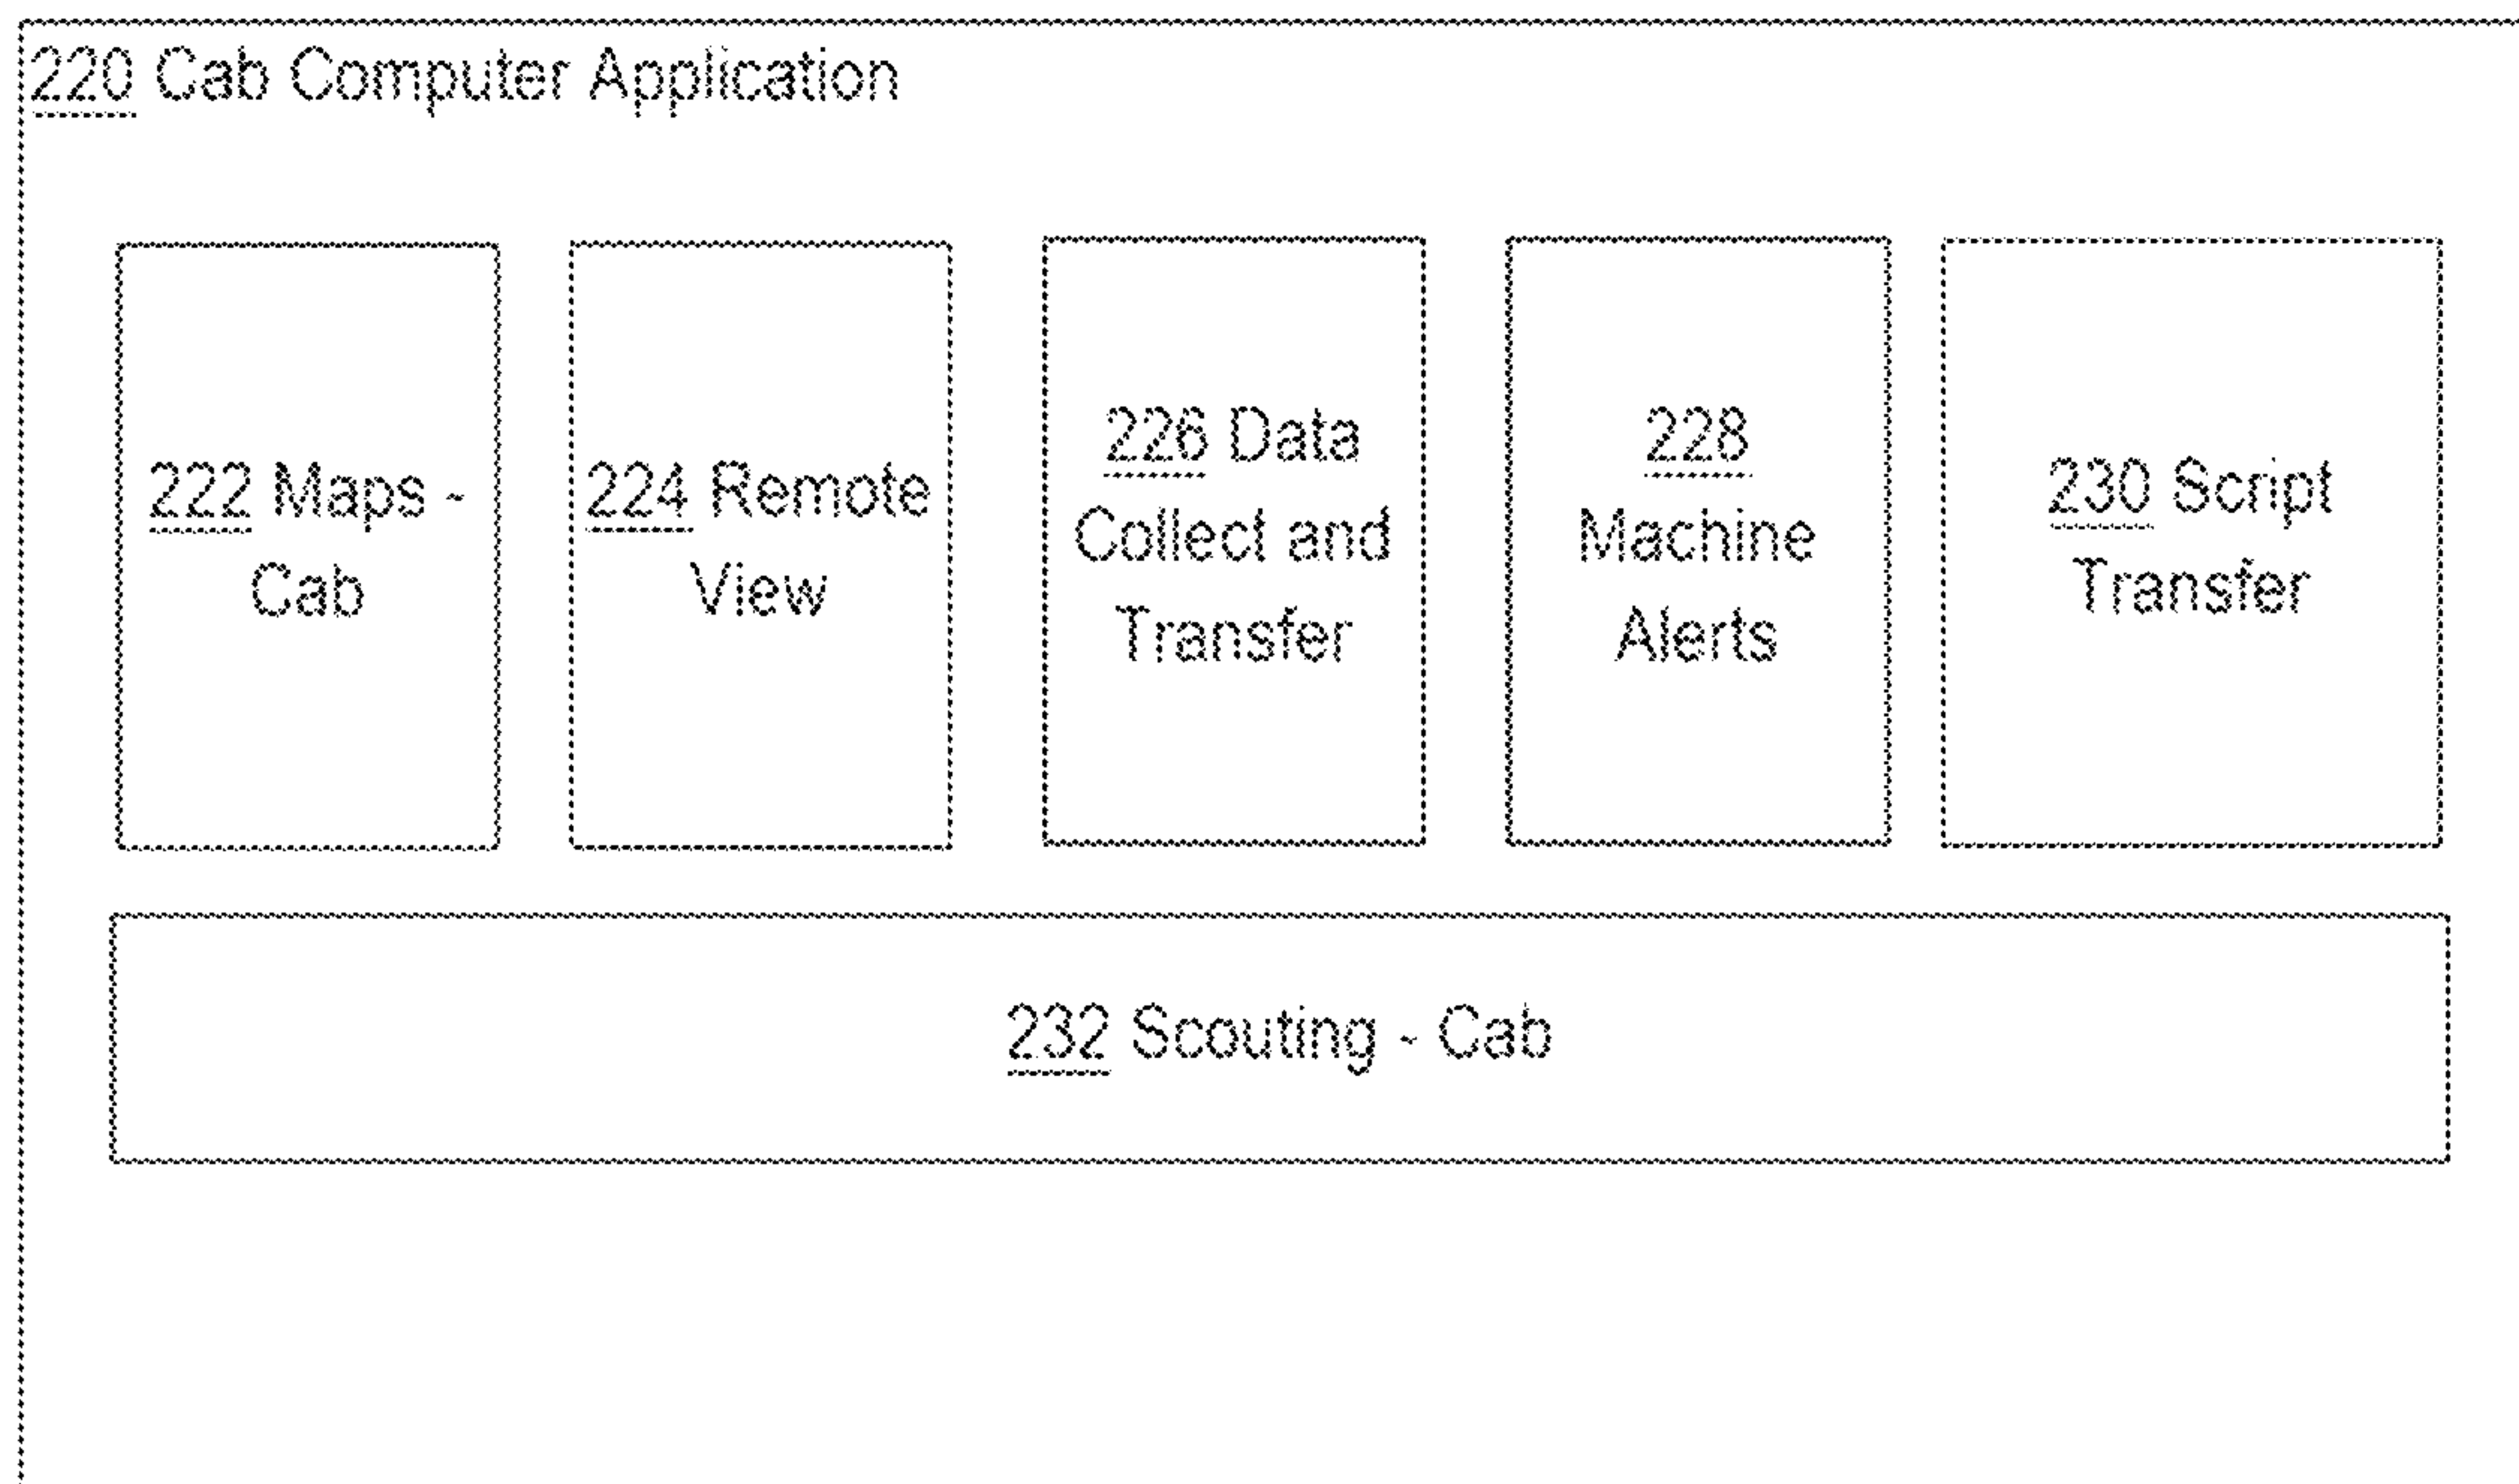 220 Cab Computer Application
222 Maps -
Cab
224 Remote
View
226 Data
Collect and
Transfer
228
Machine
Alerts
230 Script
Transfer
232 Scouting - Cab